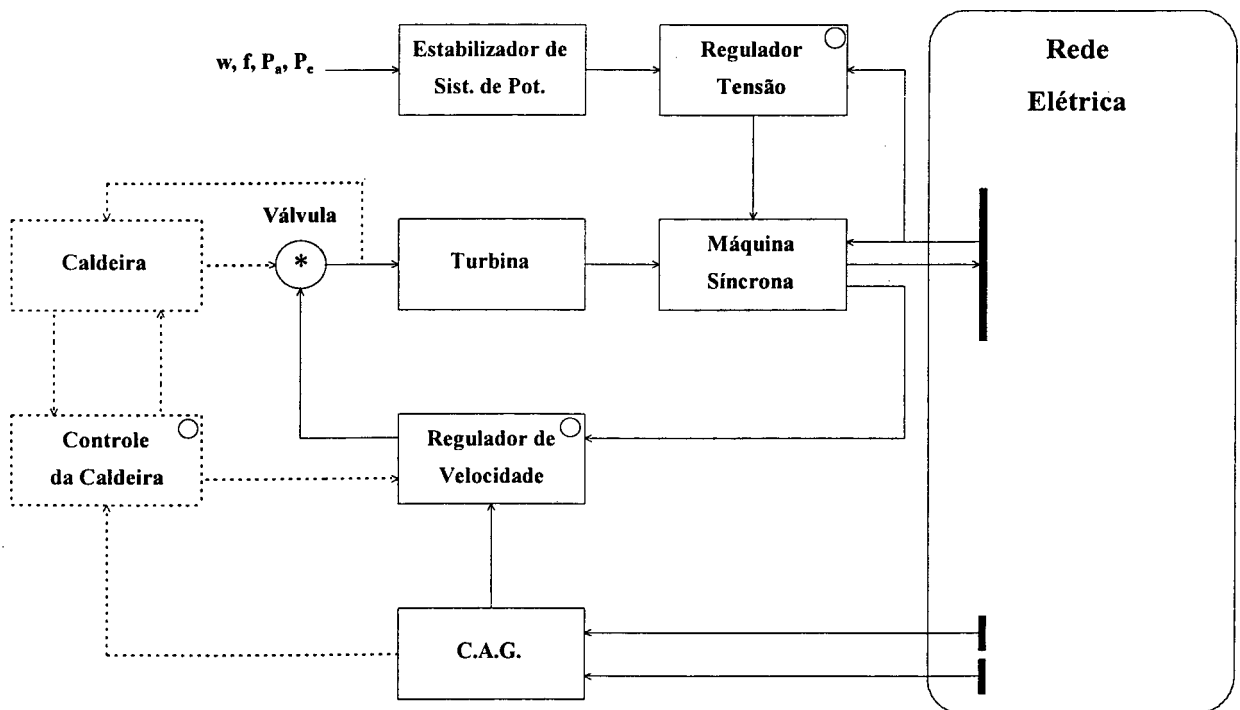 w, f, Pa, Pe
Estabilizador de
Sist. de Pot.
Regulador
Tensão
Rede
Elétrica
Caldeira
Válvula
*
Turbina
Máquina
Síncrona
Controle
da Caldeira
Regulador de
Velocidade
C.A.G.